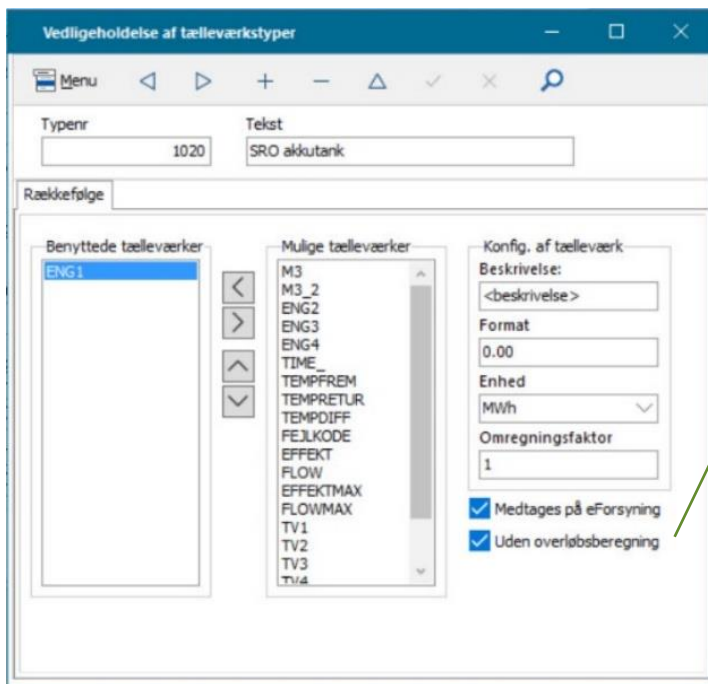 Vedligeholdelse af tælleværkstyper
Menu
Typenr
Tekst
1020
SRO akkutank
Rækkefølge
Benyttede tælleværker
ENG1
Mulige tælleværker
M3
M3_2
ENG2
ENG3
ENG4
TIME_
TEMPFREM
TEMPRETUR
TEMPDIFF
FEJLKODE
EFFEKT
FLOW
EFFEKTMAX
FLOWMAX
TV1
TV2
TV3
TV4
Konfig. af tælleværk
Beskrivelse:
<beskrivelse>
Format
0.00
Enhed
MWh
Omregningsfaktor
1
Medtages på eForsyning
Uden overløbsberegning